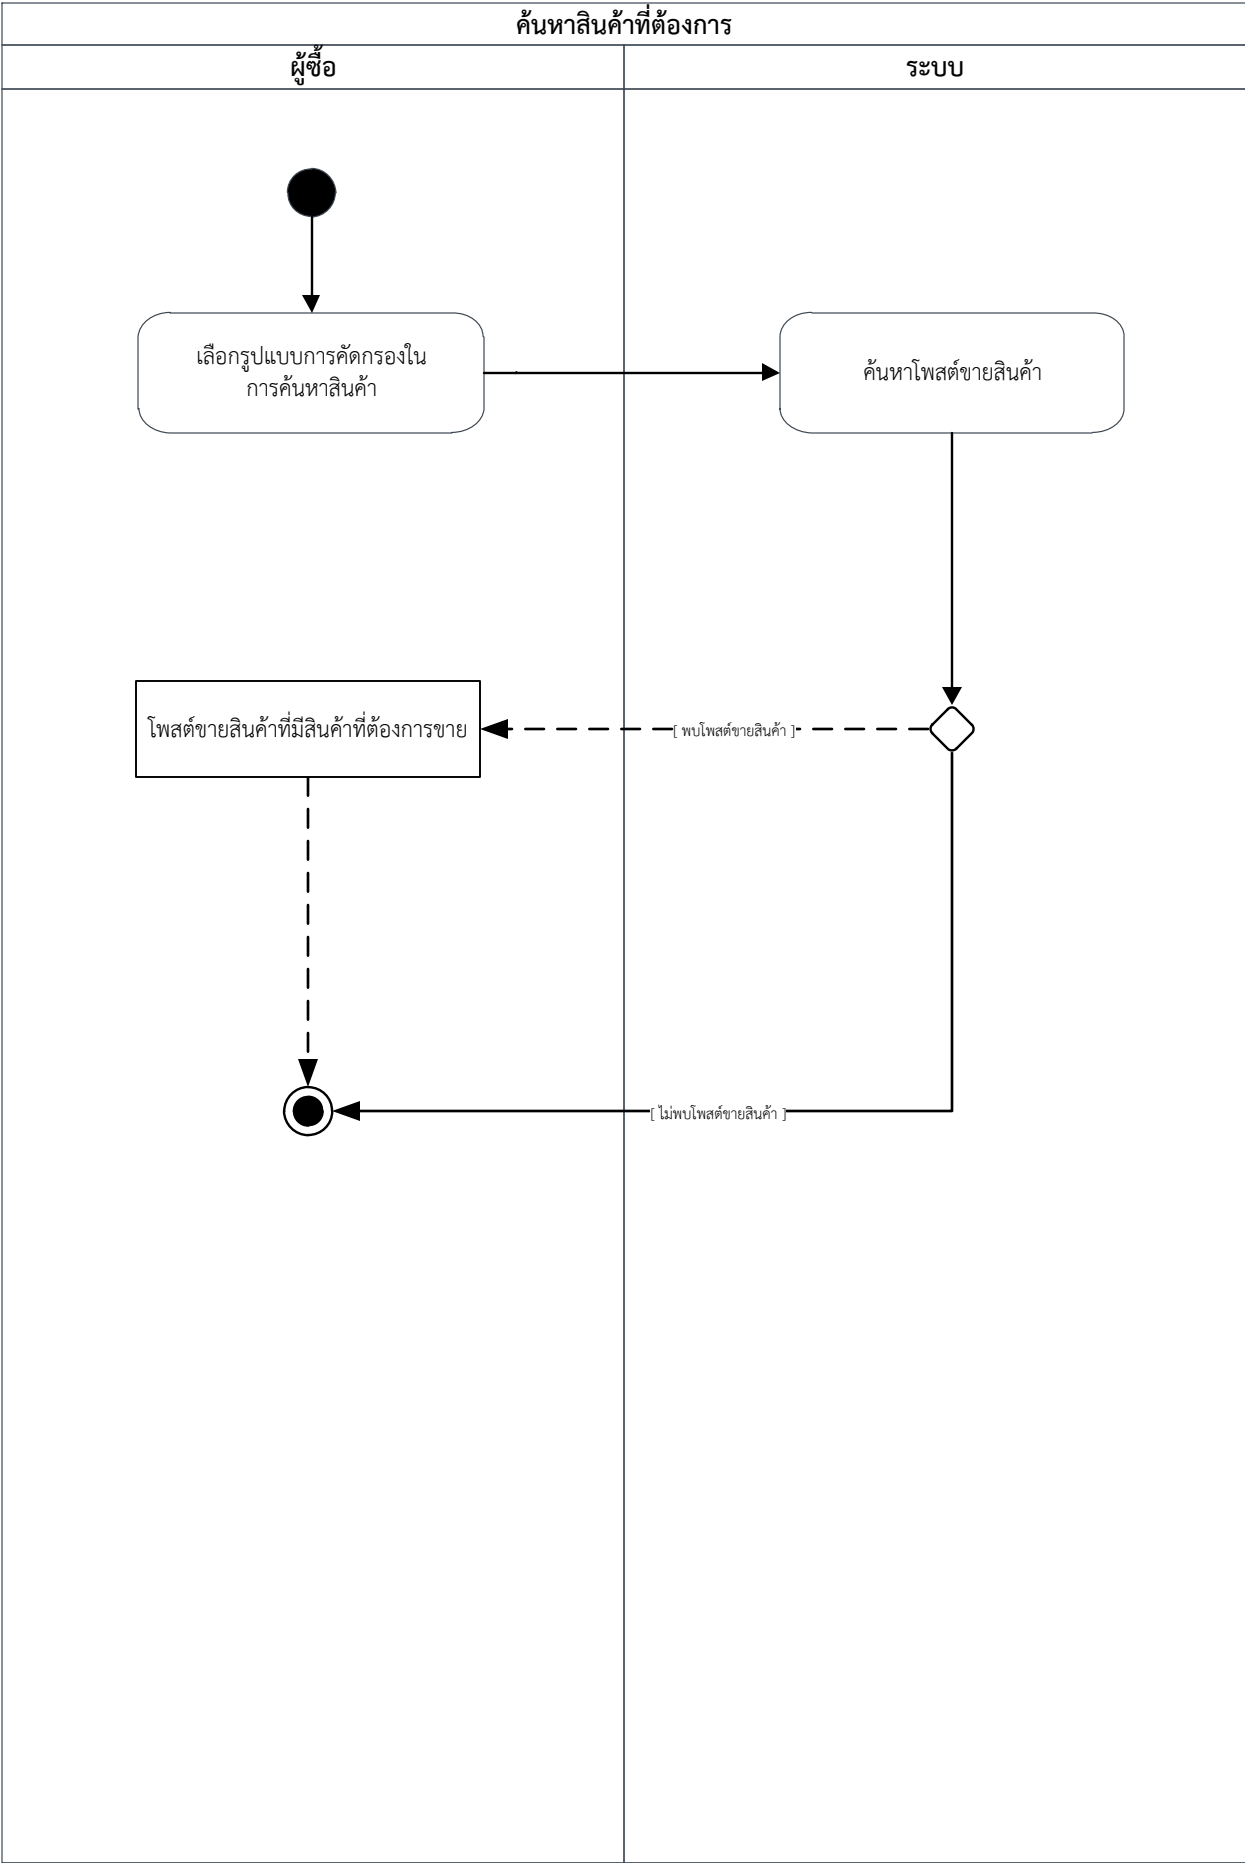 ค้นหาสินค้าที่ต้องการ
ผู้ซื้อ
ระบบ
เลือกรูปแบบการคัดกรองใน
การค้นหาสินค้า
ค้นหาโพสต์ขายสินค้า
โพสต์ขายสินค้าที่มีสินค้าที่ต้องการขาย
[ พบโพสต์ขายสินค้า ]
[ ไม่พบโพสต์ขายสินค้า ]